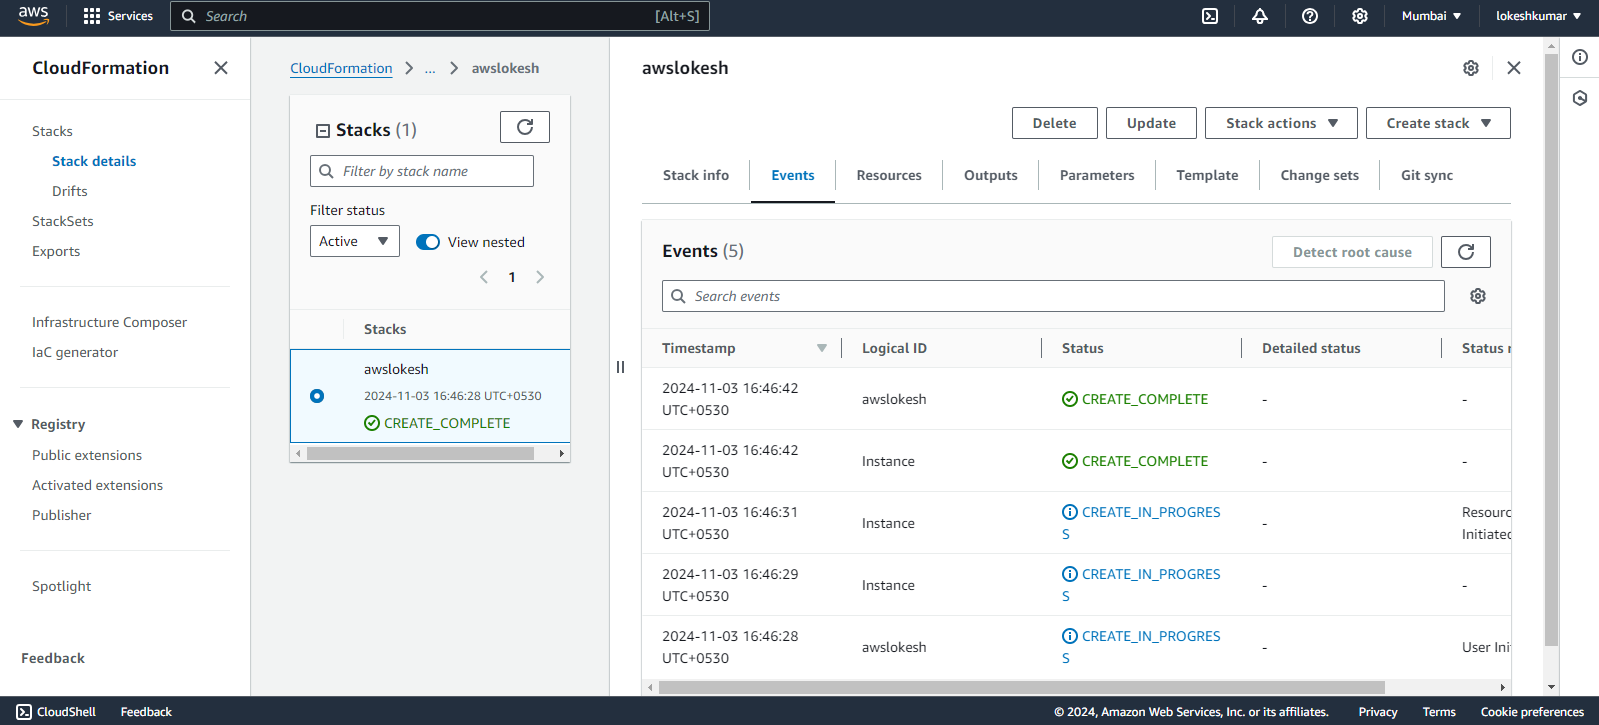 aws
Services
Search
[Alt+S]
Mumbai
lokeshkumar
CloudFormation
Stacks
Stack details
Drifts
StackSets
Exports
Infrastructure Composer
IaC generator
Registry
Public extensions
Activated extensions
Publisher
Spotlight
Feedback
CloudFormation
...
awslokesh
Stacks (1)
Filter by stack name
Filter status
Active
View nested
1
Stacks
awslokesh
2024-11-03 16:46:28 UTC+0530
CREATE_COMPLETE
awslokesh
Delete
Update
Stack actions
Create stack
Stack info
Events
Resources
Outputs
Parameters
Template
Change sets
Git sync
Events (5)
Detect root cause
Search events
Timestamp
Logical ID
Status
Detailed status
Status
2024-11-03 16:46:42
UTC+0530
awslokesh
CREATE_COMPLETE
-
-
2024-11-03 16:46:42
UTC+0530
Instance
CREATE_COMPLETE
-
-
2024-11-03 16:46:31
UTC+0530
Instance
CREATE_IN_PROGRES
S
-
Resourc
Initiated
2024-11-03 16:46:29
UTC+0530
Instance
CREATE_IN_PROGRES
S
-
-
2024-11-03 16:46:28
UTC+0530
awslokesh
CREATE_IN_PROGRES
S
-
User Ini
CloudShell
Feedback
© 2024, Amazon Web Services, Inc. or its affiliates.
Privacy
Terms
Cookie preferences